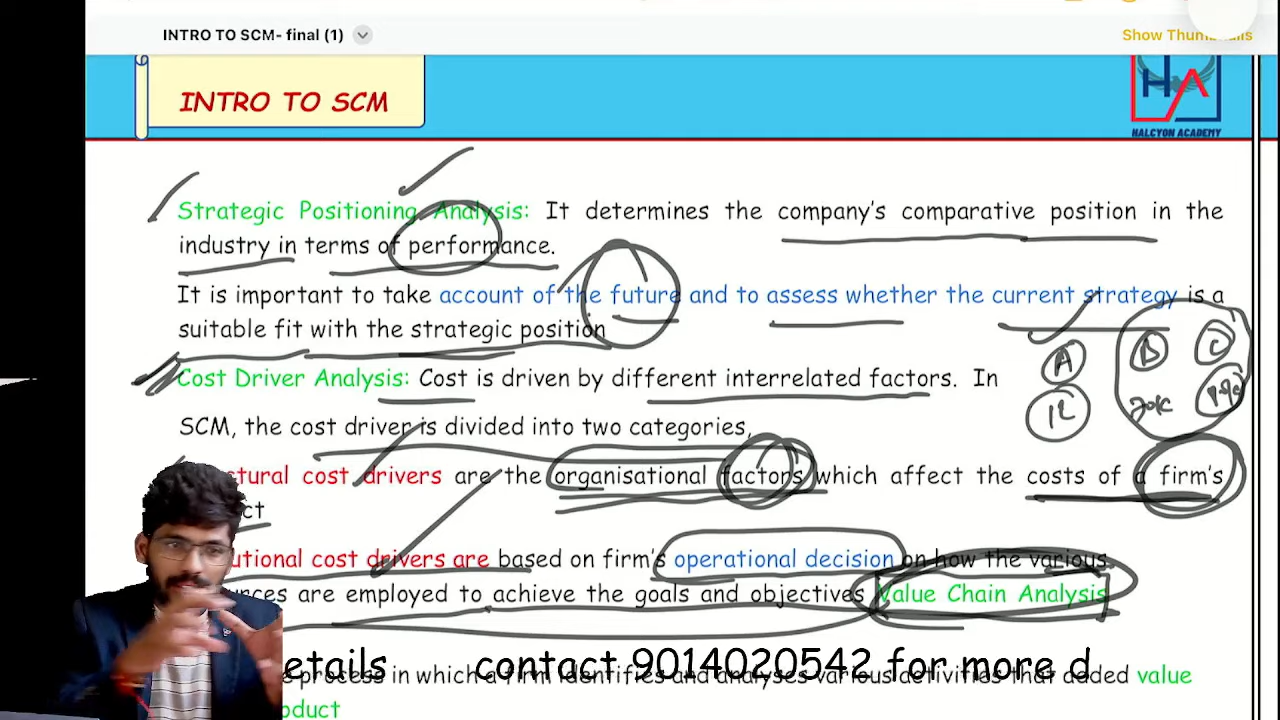 INTRO TO SCM- final (1)
Show Thum
INTRO TO SCM
HA
HALCYON ACADEMY
Strategic Positioning Analysis: It determines the company's comparative position in the
industry in terms of performance.
It is important to take account of the future and to assess whether the current strategy is a
suitable fit with the strategic position
Cost Driver Analysis: Cost is driven by different interrelated factors. In
A B C
SCM, the cost driver is divided into two categories,
tural cost drivers are the organisational factors which affect the costs of a firm's
ct
utional cost drivers are based on firm's operational decision on how the various
urces are employed to achieve the goals and objectives Value Chain Analysis
etails contact 9014020542 for more d
process in which a firm identifies and analyses various activities that added value
oduct